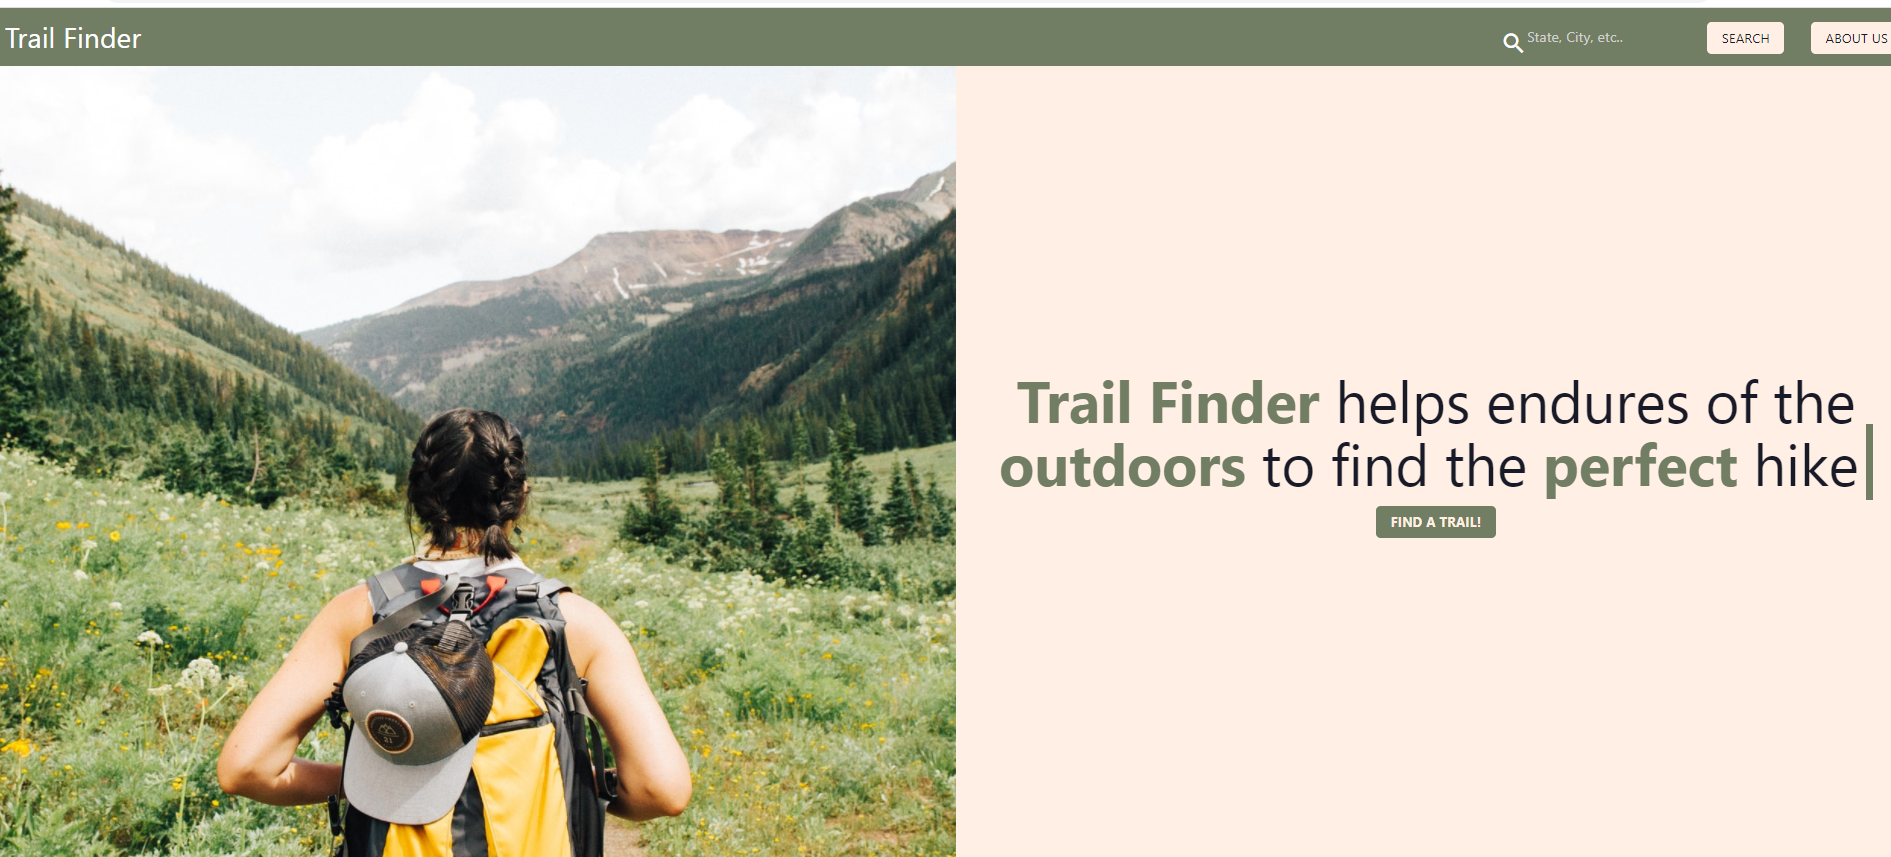 Trail Finder
State, City, etc..
SEARCH
ABOUT US
Trail Finder helps endures of the
outdoors to find the perfect hike
FIND A TRAIL!